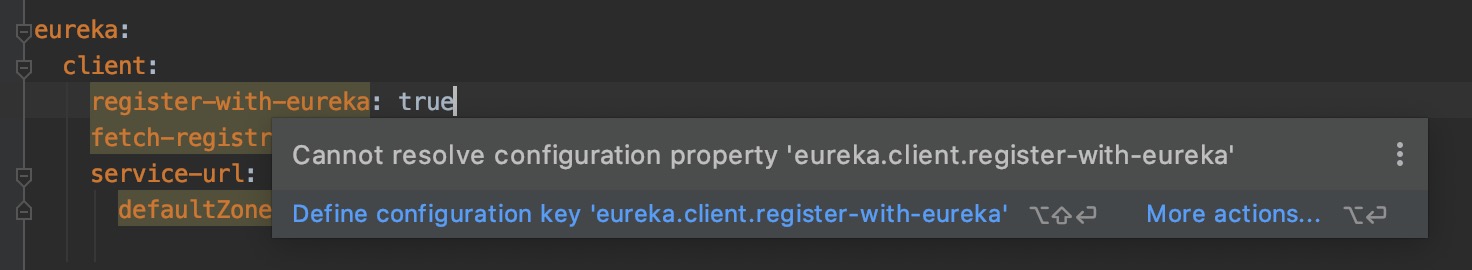 eureka:
client:
register-with-eureka: true
fetch-registr
Cannot resolve configuration property 'eureka.client.register-with-eureka'
service-url:
defaultZone
Define configuration key 'eureka.client.register-with-eureka' ⌥⇧↩ More actions... ⌥↩